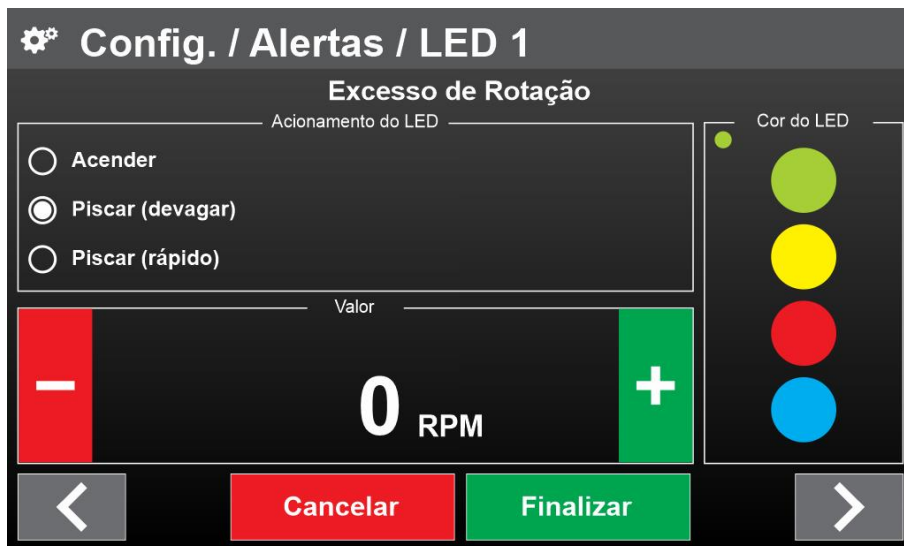 Config. / Alertas / LED 1
Excesso de Rotação
Acionamento do LED
Acender
Piscar (devagar)
Piscar (rápido)
Cor do LED
Valor
0 RPM
Cancelar
Finalizar